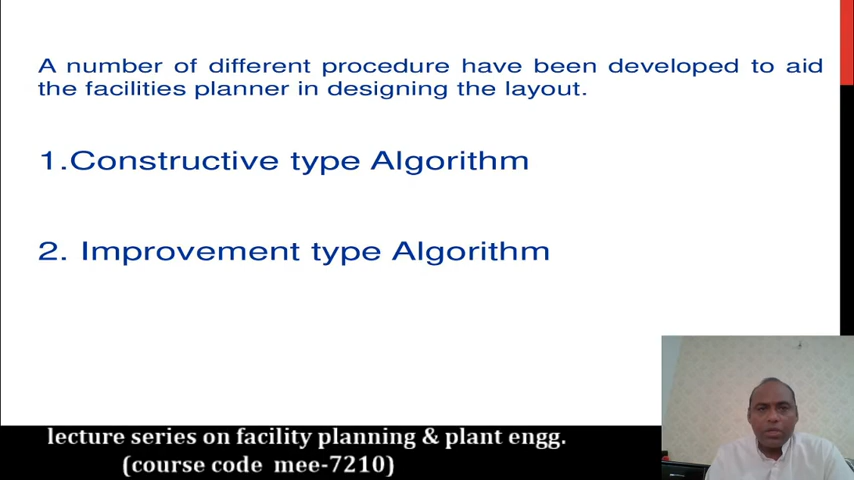 A number of different procedure have been developed to aid
the facilities planner in designing the layout.
1.Constructive type Algorithm
2. Improvement type Algorithm
lecture series on facility planning & plant engg.
(course code mee-7210)